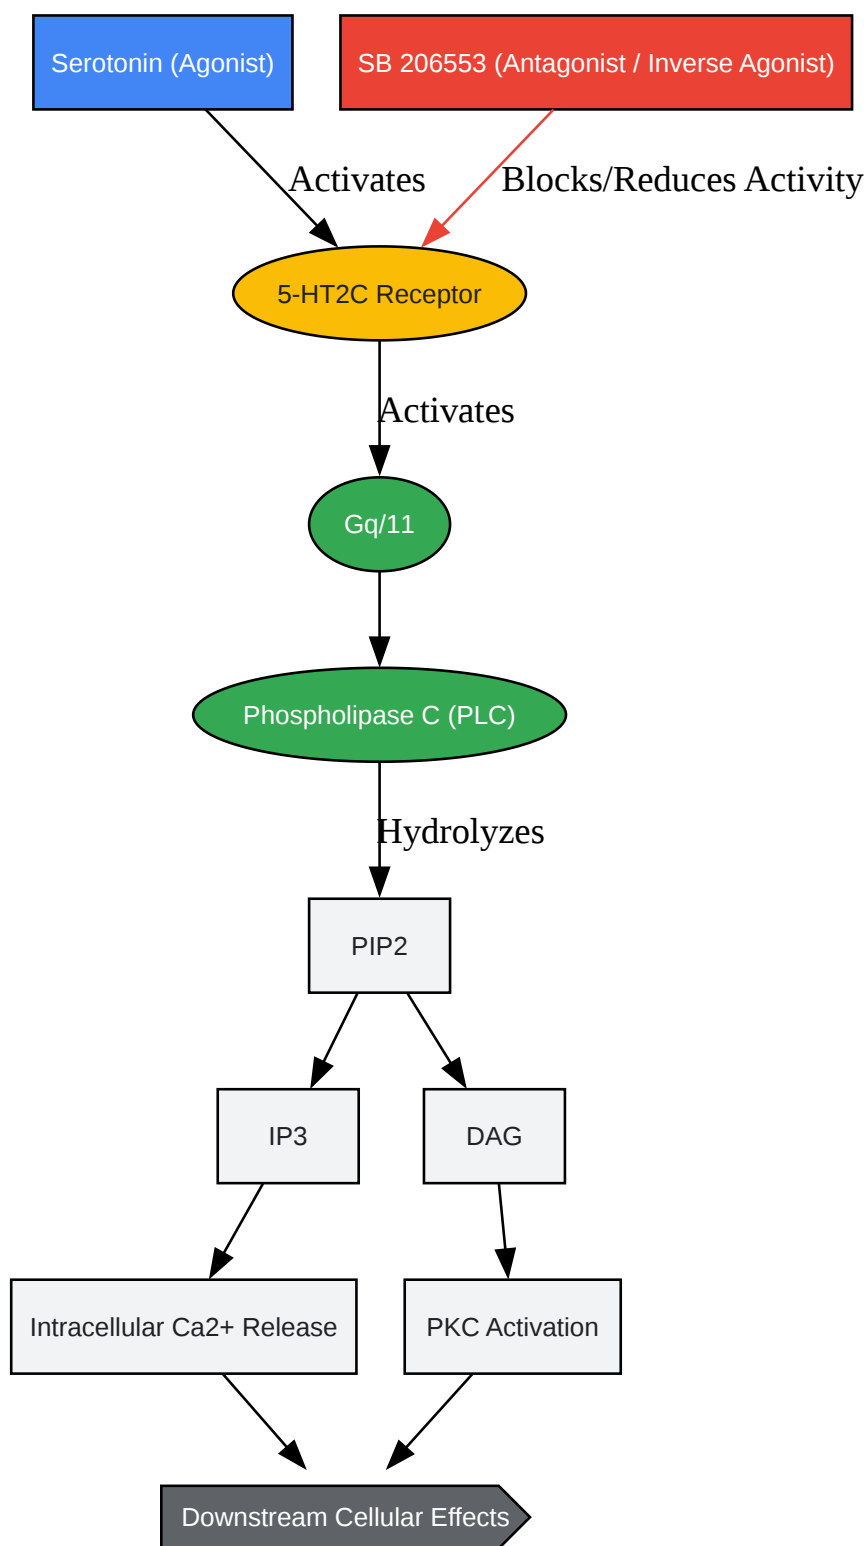 Serotonin (Agonist)
SB 206553 (Antagonist / Inverse Agonist)
Activates
Blocks/Reduces Activity
5-HT2C Receptor
Activates
Gq/11
Phospholipase C (PLC)
Hydrolyzes
PIP2
IP3
DAG
Intracellular Ca2+ Release
PKC Activation
Downstream Cellular Effects